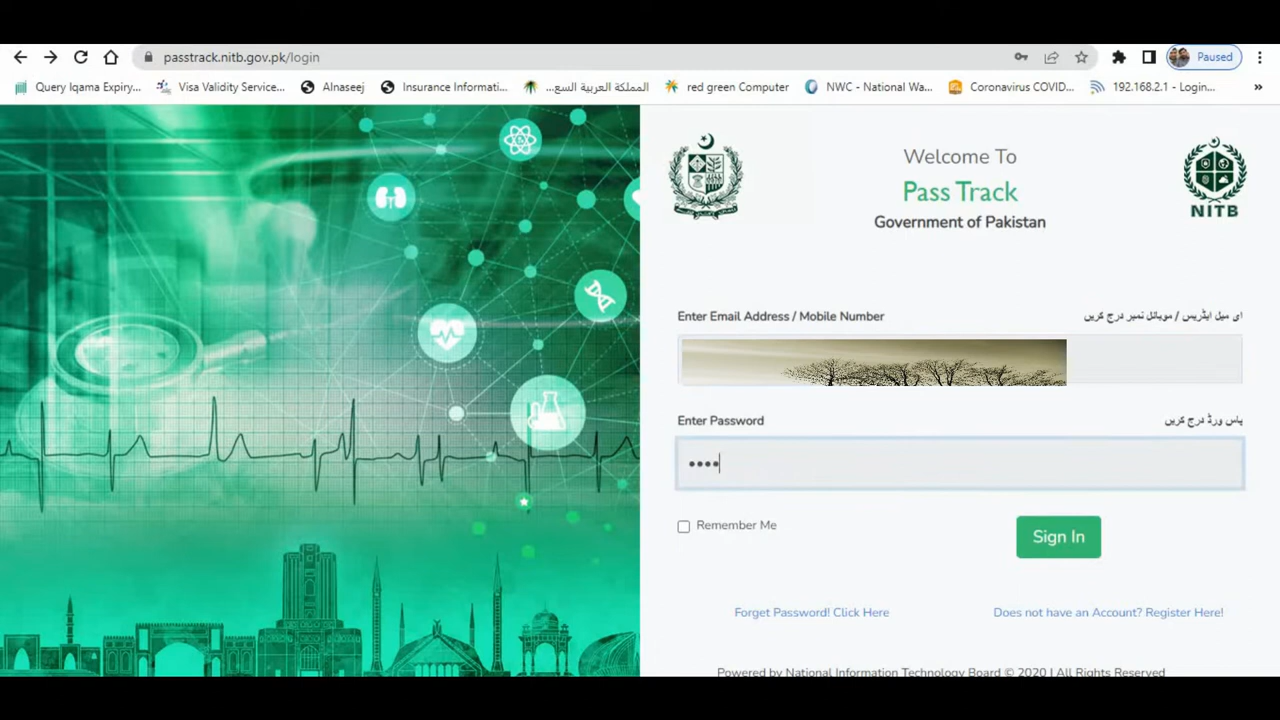 passtrack.nitb.gov.pk/login
Paused
Query Iqama Expiry...
Visa Validity Service...
Alnaseej
Insurance Informati...
المملكة العربية السع...
red green Computer
NWC - National Wa...
Coronavirus COVID...
192.168.2.1 - Login...
»
Welcome To
Pass Track
Government of Pakistan
NITB
Enter Email Address / Mobile Number
ای میل ایڈریس / موبائل نمبر درج کریں
Enter Password
پاس ورڈ درج کریں
••••
Remember Me
Sign In
Forget Password! Click Here
Does not have an Account? Register Here!
Powered by National Information Technology Board © 2020 | All Rights Reserved